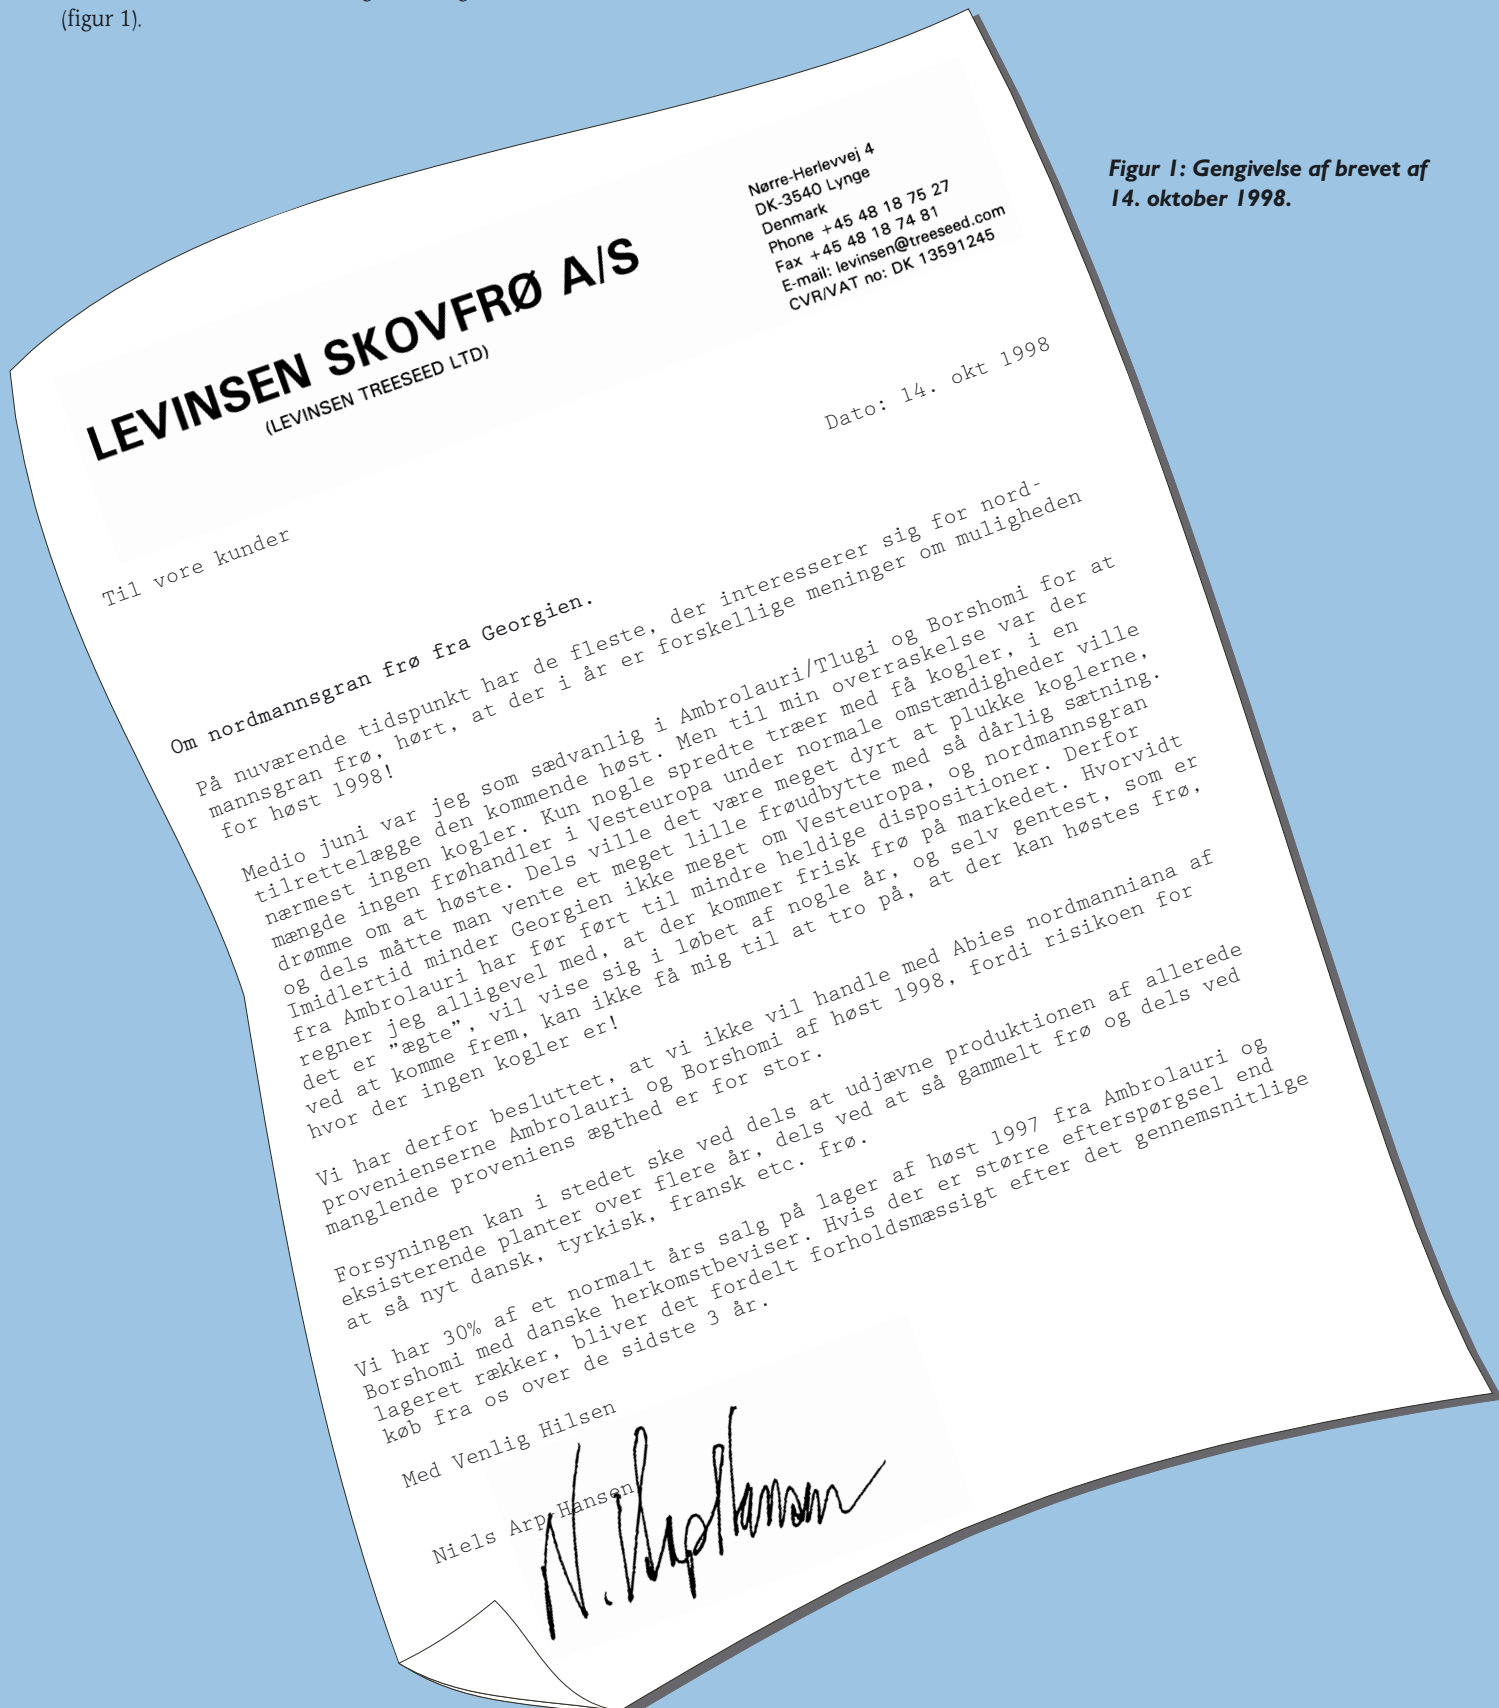 (figur 1).
Figur 1: Gengivelse af brevet af
14. oktober 1998.
LEVINSEN SKOVFRØ A/S
(LEVINSEN TREESEED LTD)
Nørre-Herlevvej 4
DK-3540 Lynge
Denmark
Phone +45 48 18 75 27
Fax +45 48 18 74 81
E-mail: levinsen@treeseed.com
CVR/VAT no: DK 13591245
Dato: 14. okt 1998
Til vore kunder
Om nordmannsgran frø fra Georgien.
På nuværende tidspunkt har de fleste, der interesserer sig for nord-
mannsgran frø, hørt, at der i år er forskellige meninger om muligheden
for høst 1998!
Medio juni var jeg som sædvanlig i Ambrolauri/Tlugi og Borshomi for at
tilrettelægge den kommende høst. Men til min overraskelse var der
nærmest ingen kogler. Kun nogle spredte træer med få kogler, i en
mængde ingen frøhandler i Vesteuropa under normale omstændigheder ville
drømme om at høste. Dels ville det være meget dyrt at plukke koglerne,
og dels måtte man vente et meget lille frøudbytte med så dårlig sætning.
Imidlertid minder Georgien ikke meget om Vesteuropa, og nordmannsgran
fra Ambrolauri har før ført til mindre heldige dispositioner. Derfor
regner jeg alligevel med, at der kommer frisk frø på markedet. Hvorvidt
det er ”ægte”, vil vise sig i løbet af nogle år, og selv gentest, som er
ved at komme frem, kan ikke få mig til at tro på, at der kan høstes frø,
hvor der ingen kogler er!
Vi har derfor besluttet, at vi ikke vil handle med Abies nordmanniana af
provenienserne Ambrolauri og Borshomi af høst 1998, fordi risikoen for
manglende proveniens ægthed er for stor.
Forsyningen kan i stedet ske ved dels at udjævne produktionen af allerede
eksisterende planter over flere år, dels ved at så gammelt frø og dels ved
at så nyt dansk, tyrkisk, fransk etc. frø.
Vi har 30% af et normalt års salg på lager af høst 1997 fra Ambrolauri og
Borshomi med danske herkomstbeviser. Hvis der er større efterspørgsel end
lageret rækker, bliver det fordelt forholdsmæssigt efter det gennemsnitlige
køb fra os over de sidste 3 år.
Med Venlig Hilsen
Niels Arp-Hansen
N. Arp Hansen